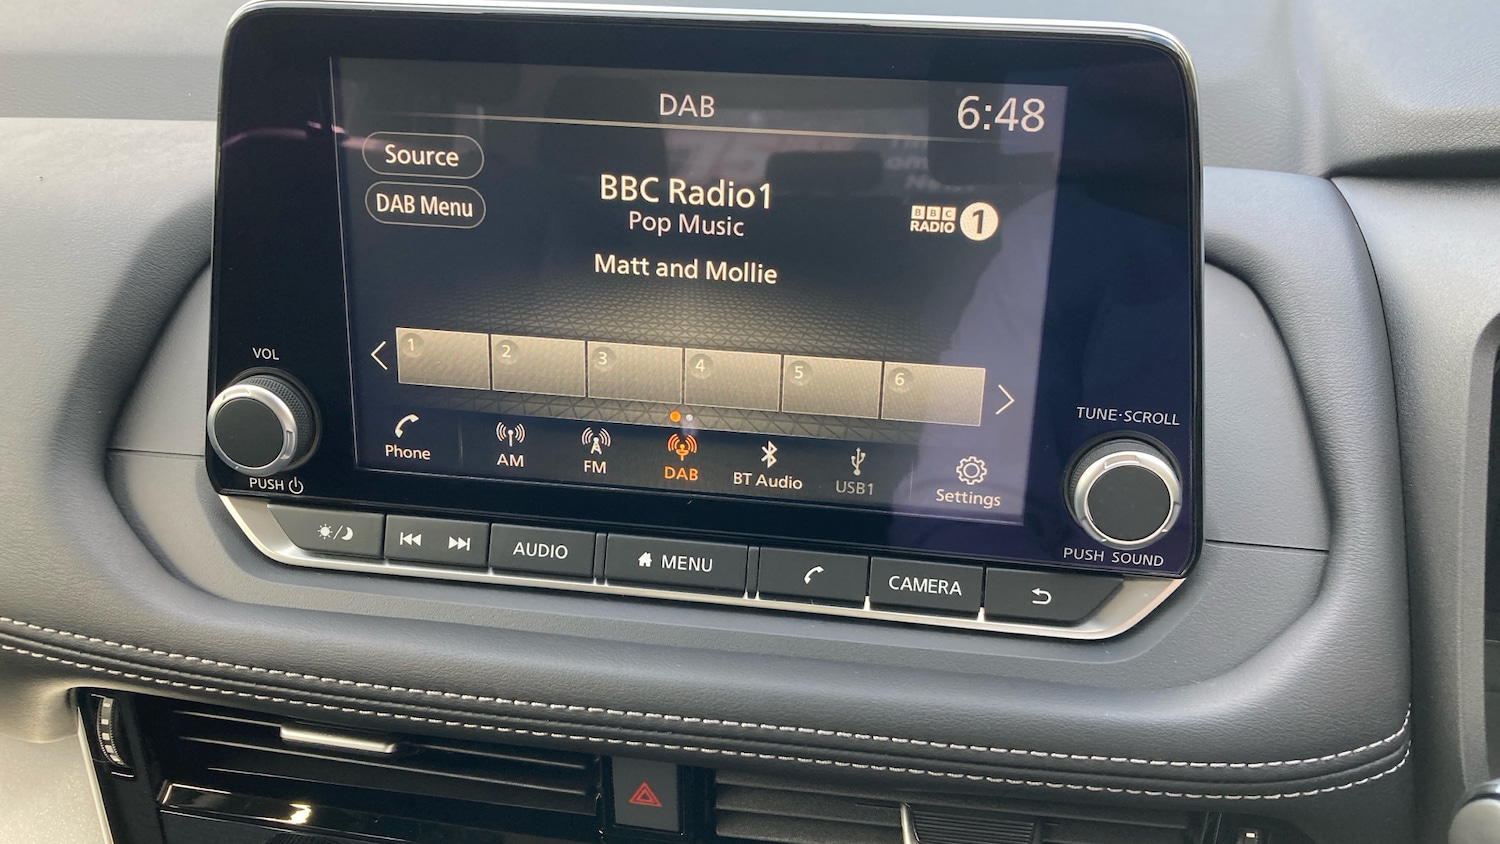 DAB
6:48
Source
DAB Menu
BBC Radio1
Pop Music
Matt and Mollie
BBC
RADIO 1
1 2 3 4 5 6
Phone
AM
FM
DAB
BT Audio
USB1
Settings
VOL
PUSH
TUNE·SCROLL
PUSH SOUND
AUDIO
MENU
CAMERA